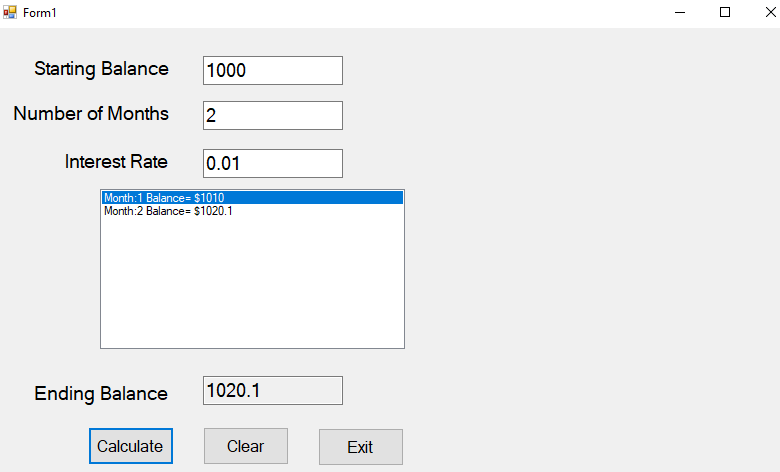 Form1
Starting Balance 1000
Number of Months 2
Interest Rate 0.01
Month:1 Balance= $1010
Month:2 Balance= $1020.1
Ending Balance 1020.1
Calculate Clear Exit